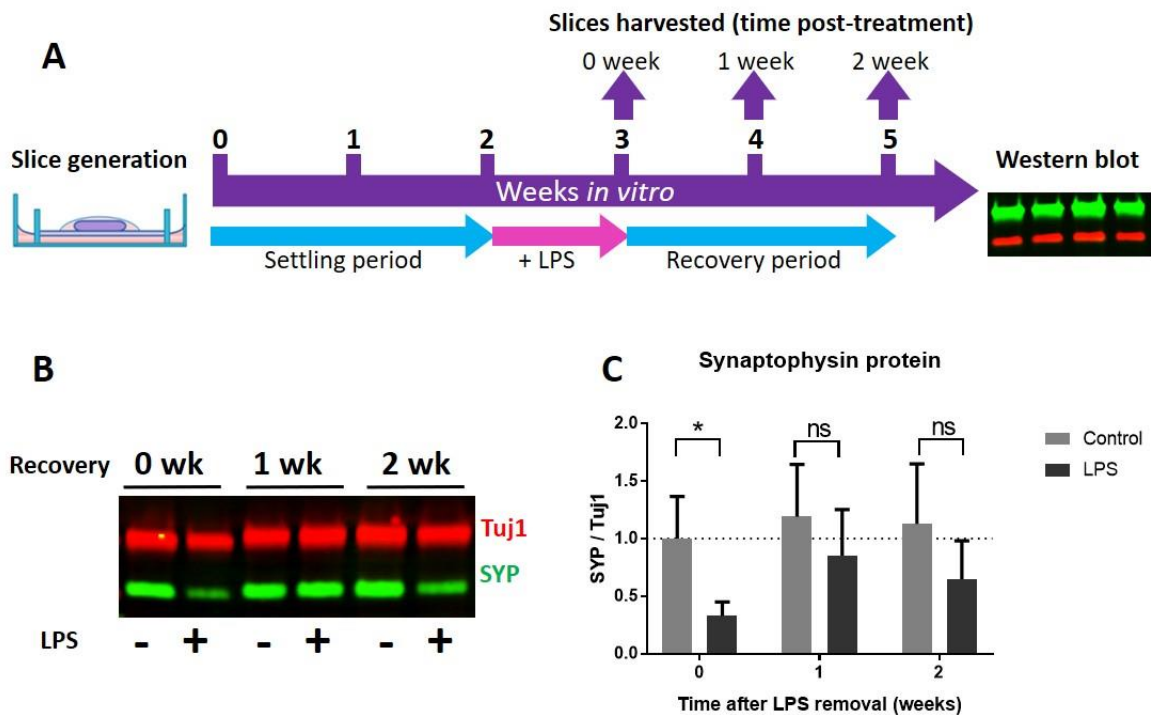 A
Slices harvested (time post-treatment)
0 week 1 week 2 week
0 1 2 3 4 5
Slice generation
Weeks in vitro
Western blot
Settling period + LPS Recovery period
B
Recovery 0 wk 1 wk 2 wk
Tuj1
SYP
LPS - + - + - +
C
Synaptophysin protein
SYP / Tuj1
2.0
1.5
1.0
0.5
0.0
* ns ns
Control
LPS
0 1 2
Time after LPS removal (weeks)